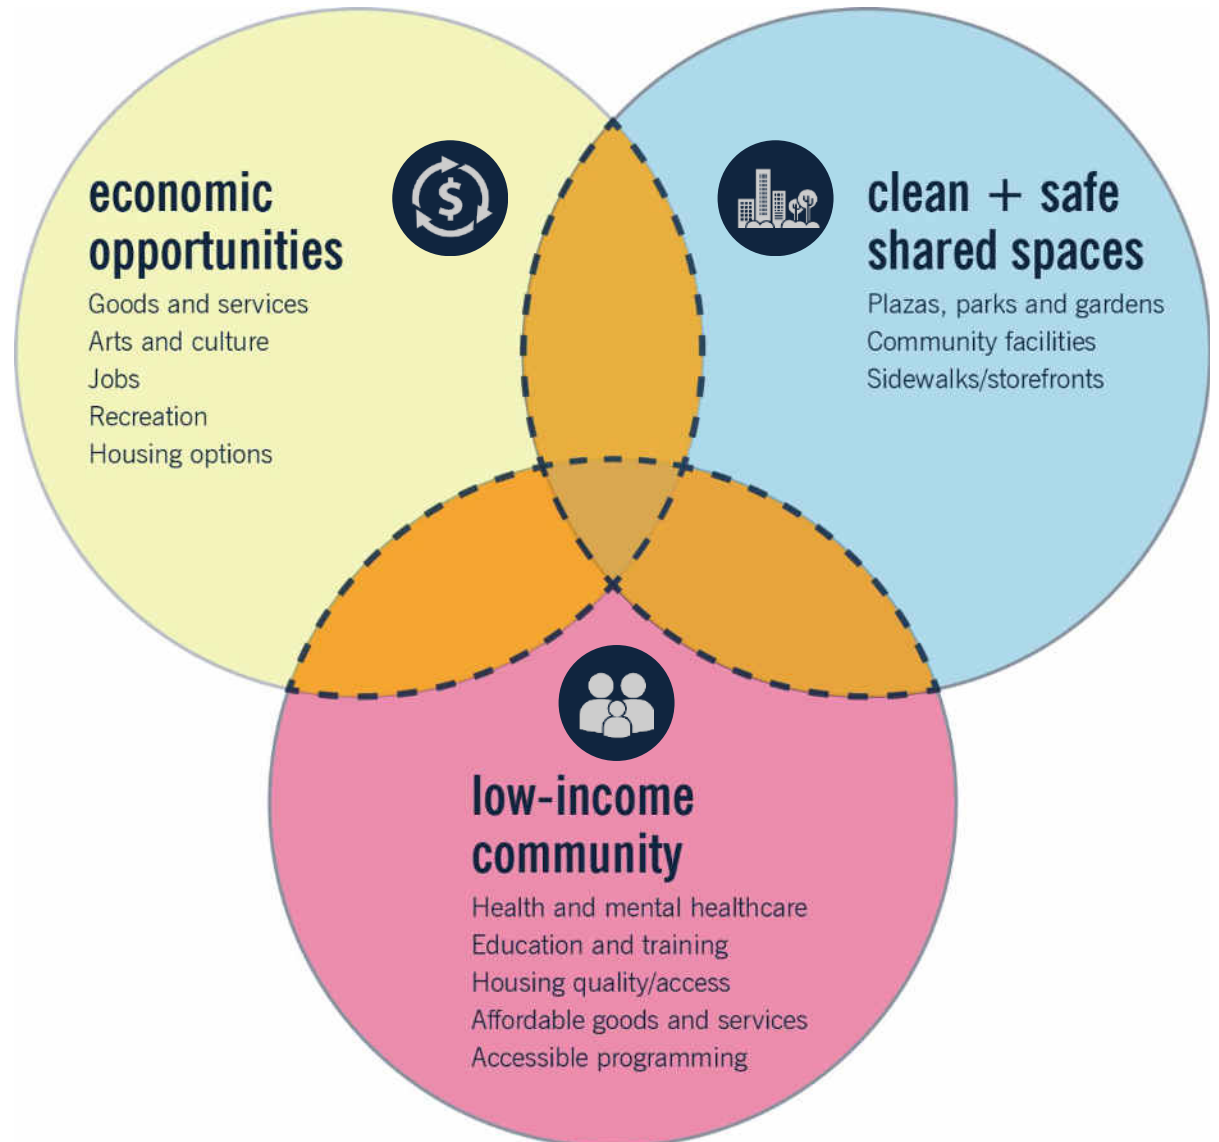 economic
opportunities
Goods and services
Arts and culture
Jobs
Recreation
Housing options
$
clean + safe
shared spaces
Plazas, parks and gardens
Community facilities
Sidewalks/storefronts
low-income
community
Health and mental healthcare
Education and training
Housing quality/access
Affordable goods and services
Accessible programming